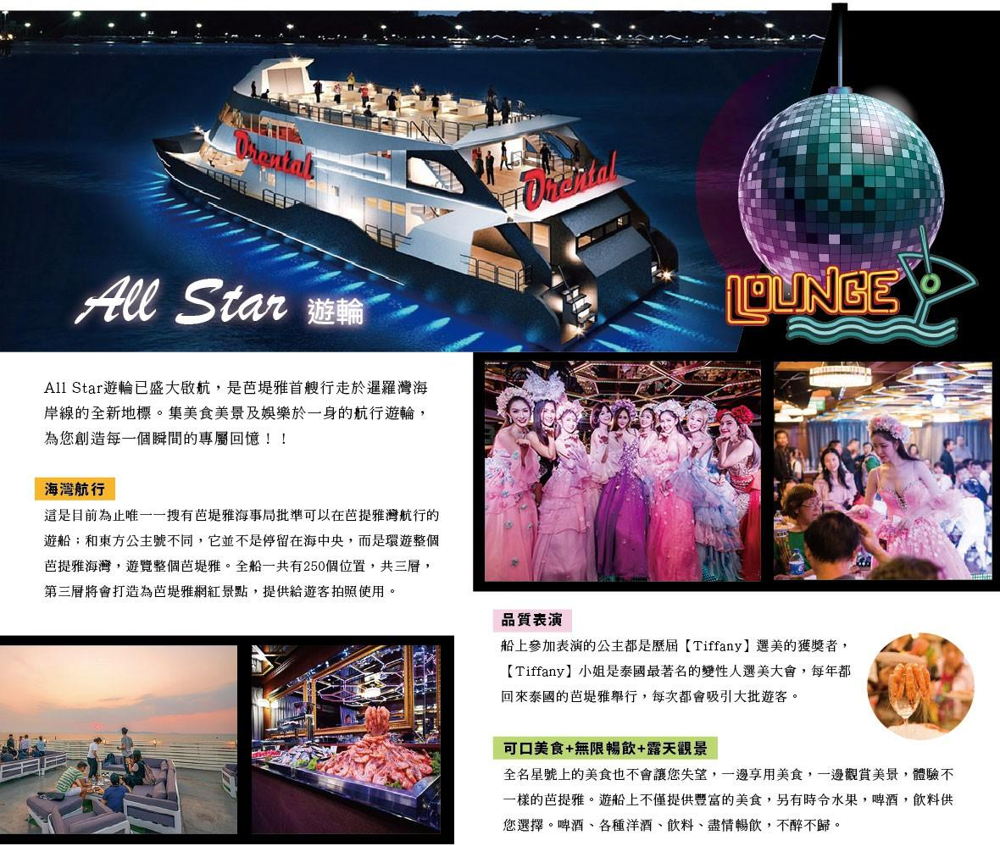 Orental
Orental
All Star 遊輪
LOUNGE
All Star遊輪已盛大啟航，是芭堤雅首艘行走於暹羅灣海
岸線的全新地標。集美食美景及娛樂於一身的航行遊輪，
為您創造每一個瞬間的專屬回憶！！
海灣航行
這是目前為止唯一一搜有芭堤雅海事局批準可以在芭提雅灣航行的
遊船；和東方公主號不同，它並不是停留在海中央，而是環遊整個
芭提雅海灣，遊覽整個芭堤雅。全船一共有250個位置，共三層，
第三層將會打造為芭堤雅網紅景點，提供給遊客拍照使用。
品質表演
船上參加表演的公主都是歷屆【Tiffany】選美的獲獎者，
【Tiffany】小姐是泰國最著名的變性人選美大會，每年都
回來泰國的芭堤雅舉行，每次都會吸引大批遊客。
可口美食+無限暢飲+露天觀景
全名星號上的美食也不會讓您失望，一邊享用美食，一邊觀賞美景，體驗不
一樣的芭提雅。遊船上不僅提供豐富的美食，另有時令水果，啤酒，飲料供
您選擇。啤酒、各種洋酒、飲料、盡情暢飲，不醉不歸。